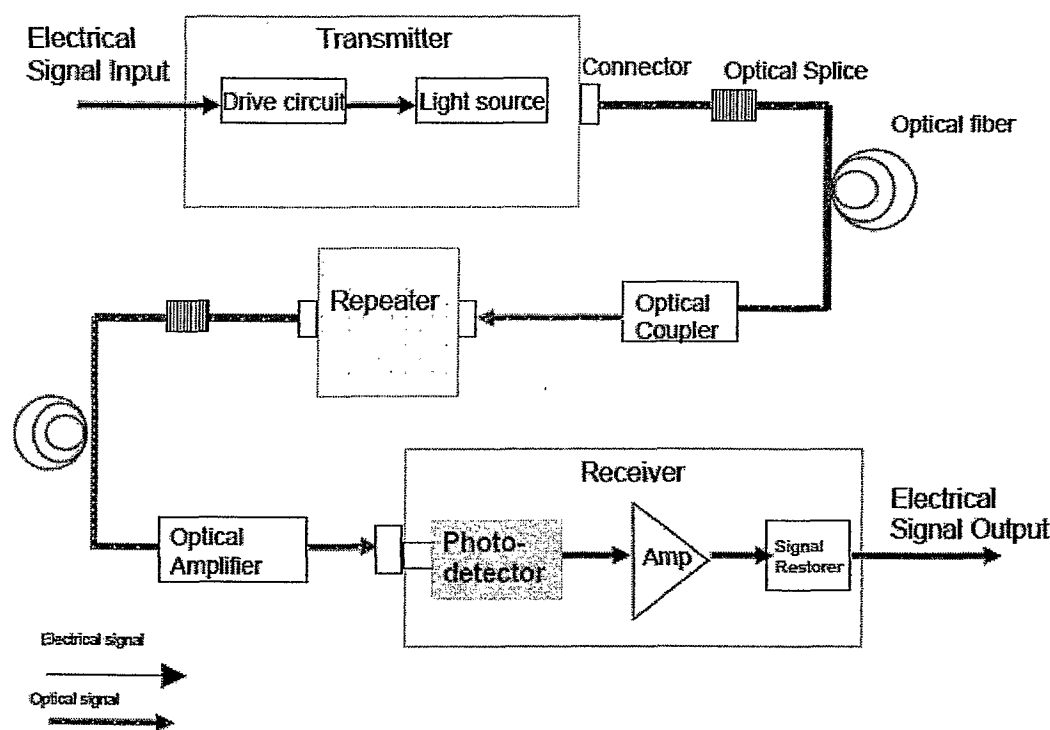 Electrical
Signal Input
Transmitter
Drive circuit
Light source
Connector
Optical Splice
Optical fiber
Repeater
Optical
Coupler
Receiver
Optical
Amplifier
Photo-
detector
Amp
Signal
Restorer
Electrical
Signal Output
Electrical signal
Optical signal